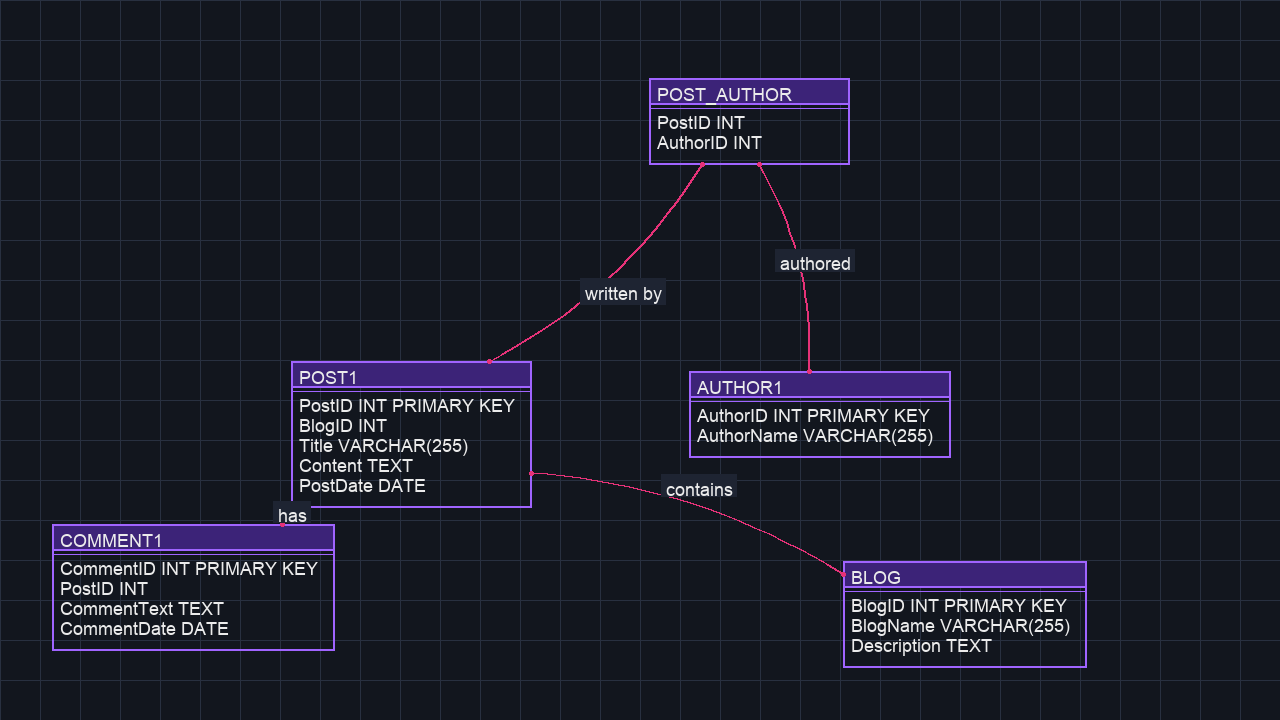 POST_AUTHOR
PostID INT
AuthorID INT
authored
written by
POST1
PostID INT PRIMARY KEY
BlogID INT
Title VARCHAR(255)
Content TEXT
PostDate DATE
AUTHOR1
AuthorID INT PRIMARY KEY
AuthorName VARCHAR(255)
contains
has
COMMENT1
CommentID INT PRIMARY KEY
PostID INT
CommentText TEXT
CommentDate DATE
BLOG
BlogID INT PRIMARY KEY
BlogName VARCHAR(255)
Description TEXT